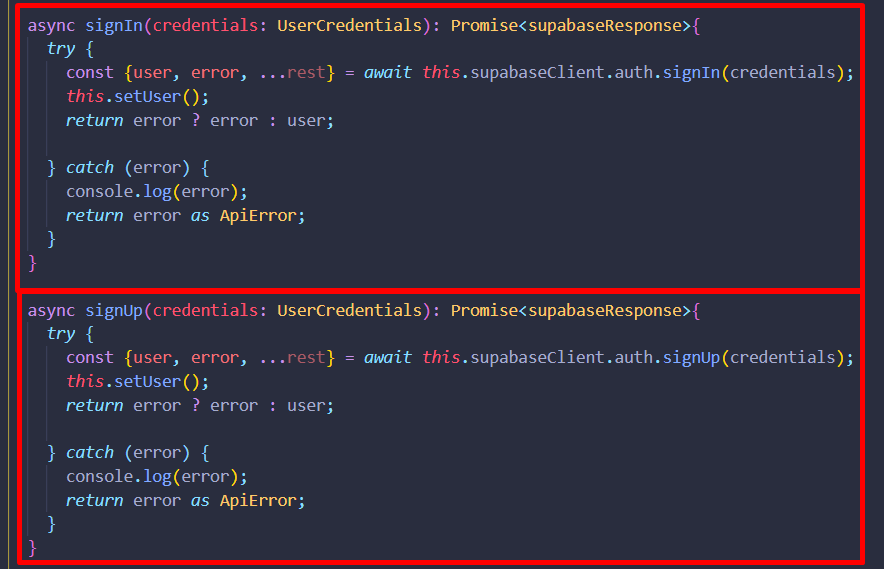 async signIn(credentials: UserCredentials): Promise<supabaseResponse>{
try {
const {user, error, ...rest} = await this.supabaseClient.auth.signIn(credentials);
this.setUser();
return error ? error : user;
} catch (error) {
console.log(error);
return error as ApiError;
}
}
async signUp(credentials: UserCredentials): Promise<supabaseResponse>{
try {
const {user, error, ...rest} = await this.supabaseClient.auth.signUp(credentials);
this.setUser();
return error ? error : user;
} catch (error) {
console.log(error);
return error as ApiError;
}
}